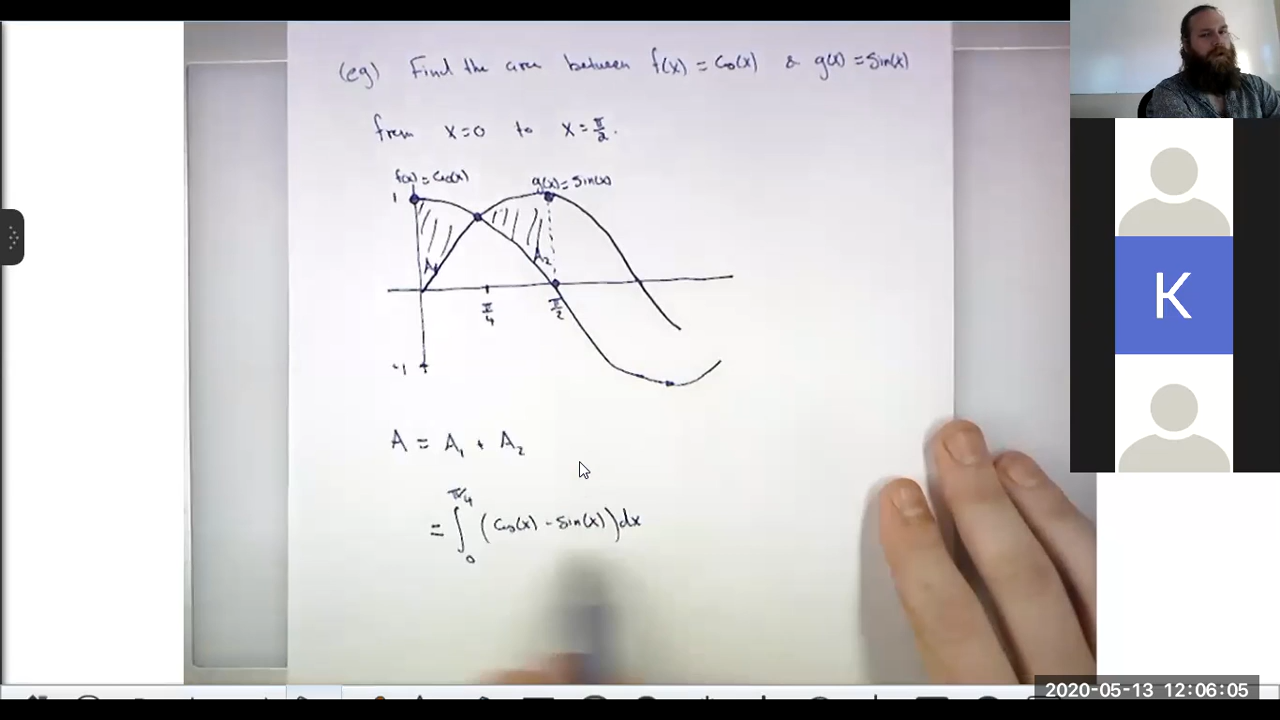 (eg) Find the area between f(x) = Cos(x) & g(x) = Sin(x)
from x=0 to x = π/2.
f(x) = Cos(x)
g(x) = Sin(x)
1
A1
A2
π/4
π/2
-1
A = A₁ + A₂
= ∫₀^π/4 (Cos(x) - Sin(x)) dx
K
2020-05-13 12:06:05